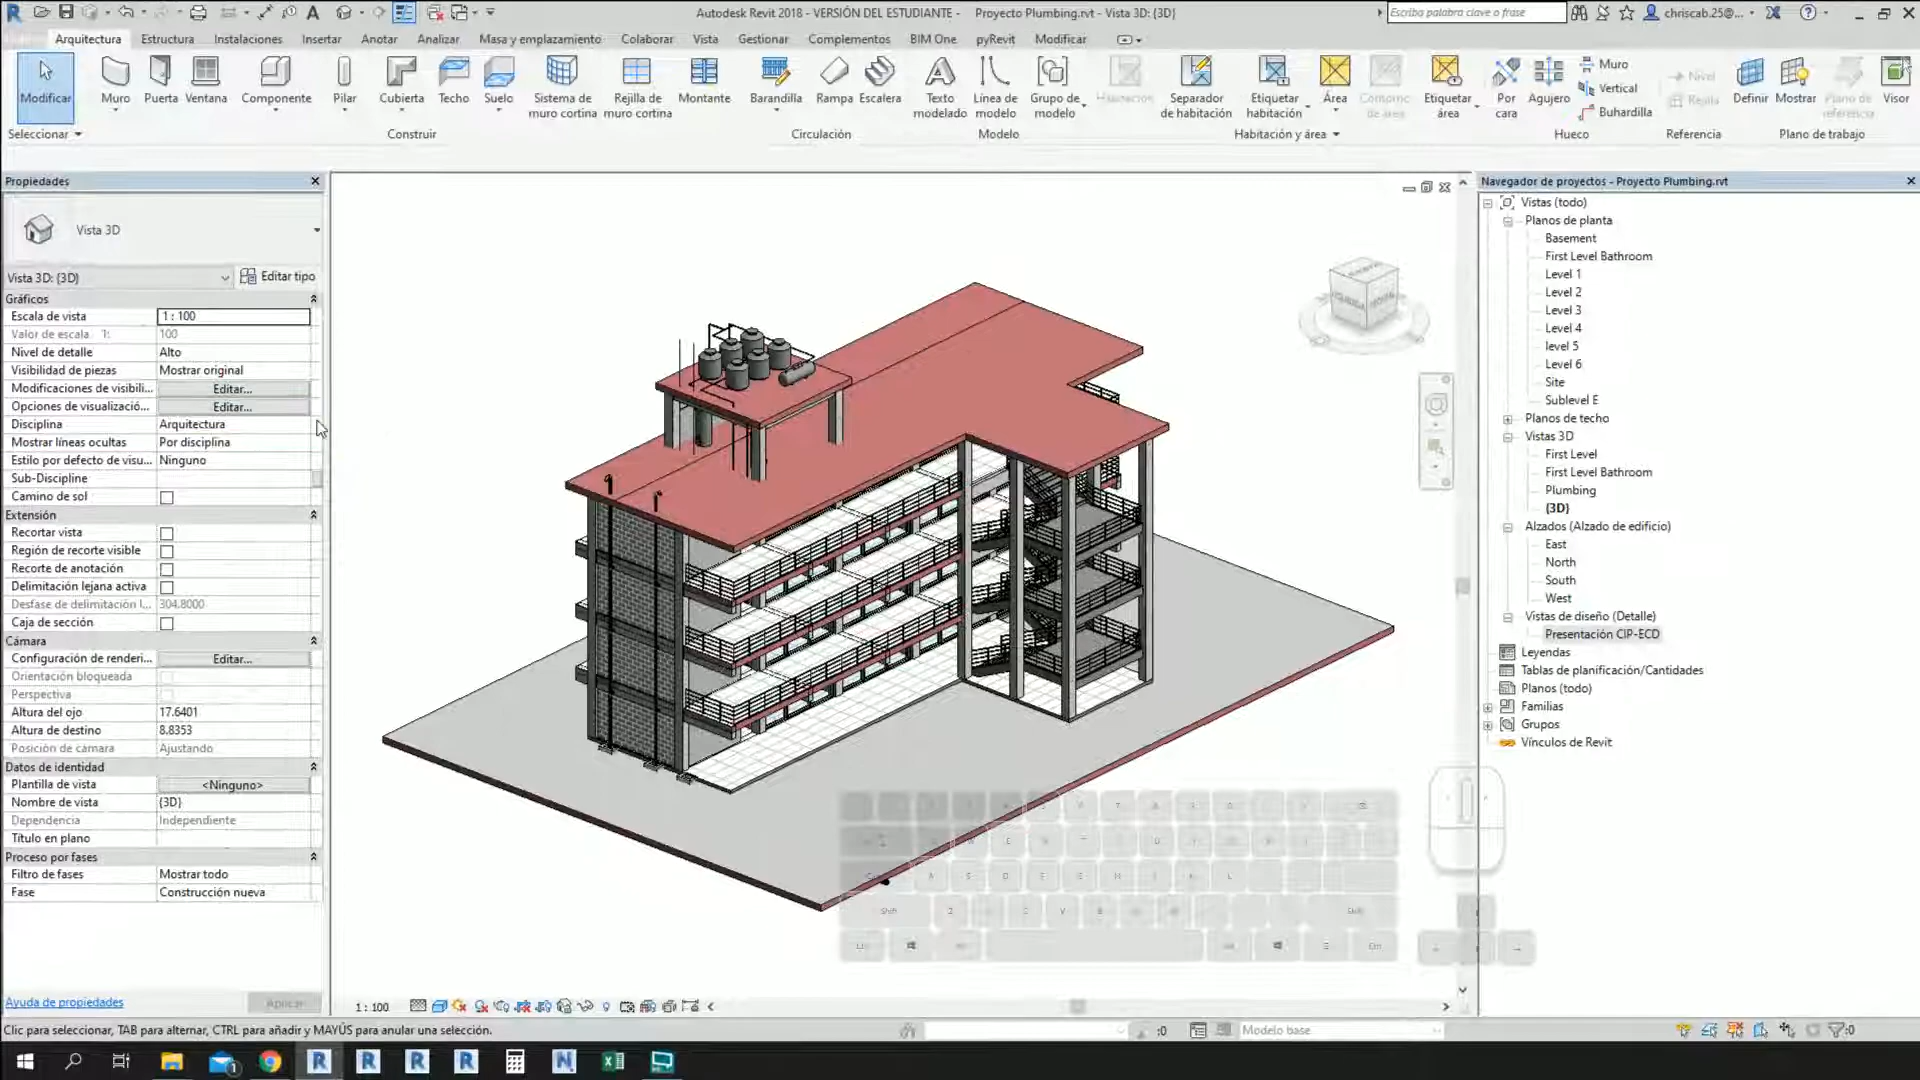 Autodesk Revit 2018 - VERSIÓN DEL ESTUDIANTE - Proyecto Plumbing.rvt - Vista 3D: {3D}
Escriba palabra clave o frase
chriscab.25@...
Arquitectura Estructura Instalaciones Insertar Anotar Analizar Masa y emplazamiento Colaborar Vista Gestionar Complementos BIM One pyRevit Modificar
Modificar
Muro
Puerta
Ventana
Componente
Pilar
Cubierta
Techo
Suelo
Sistema de
muro cortina
Rejilla de
muro cortina
Montante
Barandilla
Rampa
Escalera
Texto
modelado
Línea de
modelo
Grupo de
modelo
Habitación
Separador
de habitación
Etiquetar
habitación
Área
Contorno
de área
Etiquetar
área
Por
cara
Agujero
Muro
Vertical
Buhardilla
Nivel
Rejilla
Definir
Mostrar
Plano de
referencia
Visor
Seleccionar
Construir
Circulación
Modelo
Habitación y área
Hueco
Referencia
Plano de trabajo
Propiedades
Vista 3D
Vista 3D: {3D}
Editar tipo
Gráficos
Escala de vista 1 : 100
Valor de escala 1: 100
Nivel de detalle Alto
Visibilidad de piezas Mostrar original
Modificaciones de visibili... Editar...
Opciones de visualizació... Editar...
Disciplina Arquitectura
Mostrar líneas ocultas Por disciplina
Estilo por defecto de visu... Ninguno
Sub-Discipline
Camino de sol
Extensión
Recortar vista
Región de recorte visible
Recorte de anotación
Delimitación lejana activa
Desfase de delimitación l... 304.8000
Caja de sección
Cámara
Configuración de renderi... Editar...
Orientación bloqueada
Perspectiva
Altura del ojo 17.6401
Altura de destino 8.8353
Posición de cámara Ajustando
Datos de identidad
Plantilla de vista <Ninguno>
Nombre de vista {3D}
Dependencia Independiente
Título en plano
Proceso por fases
Filtro de fases Mostrar todo
Fase Construcción nueva
Ayuda de propiedades
Aplicar
Navegador de proyectos - Proyecto Plumbing.rvt
Vistas (todo)
Planos de planta
Basement
First Level Bathroom
Level 1
Level 2
Level 3
Level 4
level 5
Level 6
Site
Sublevel E
Planos de techo
Vistas 3D
First Level
First Level Bathroom
Plumbing
{3D}
Alzados (Alzado de edificio)
East
North
South
West
Vistas de diseño (Detalle)
Presentación CIP-ECD
Leyendas
Tablas de planificación/Cantidades
Planos (todo)
Familias
Grupos
Vínculos de Revit
1 : 100
Clic para seleccionar, TAB para alternar, CTRL para añadir y MAYÚS para anular una selección.
:0
Modelo base
:0